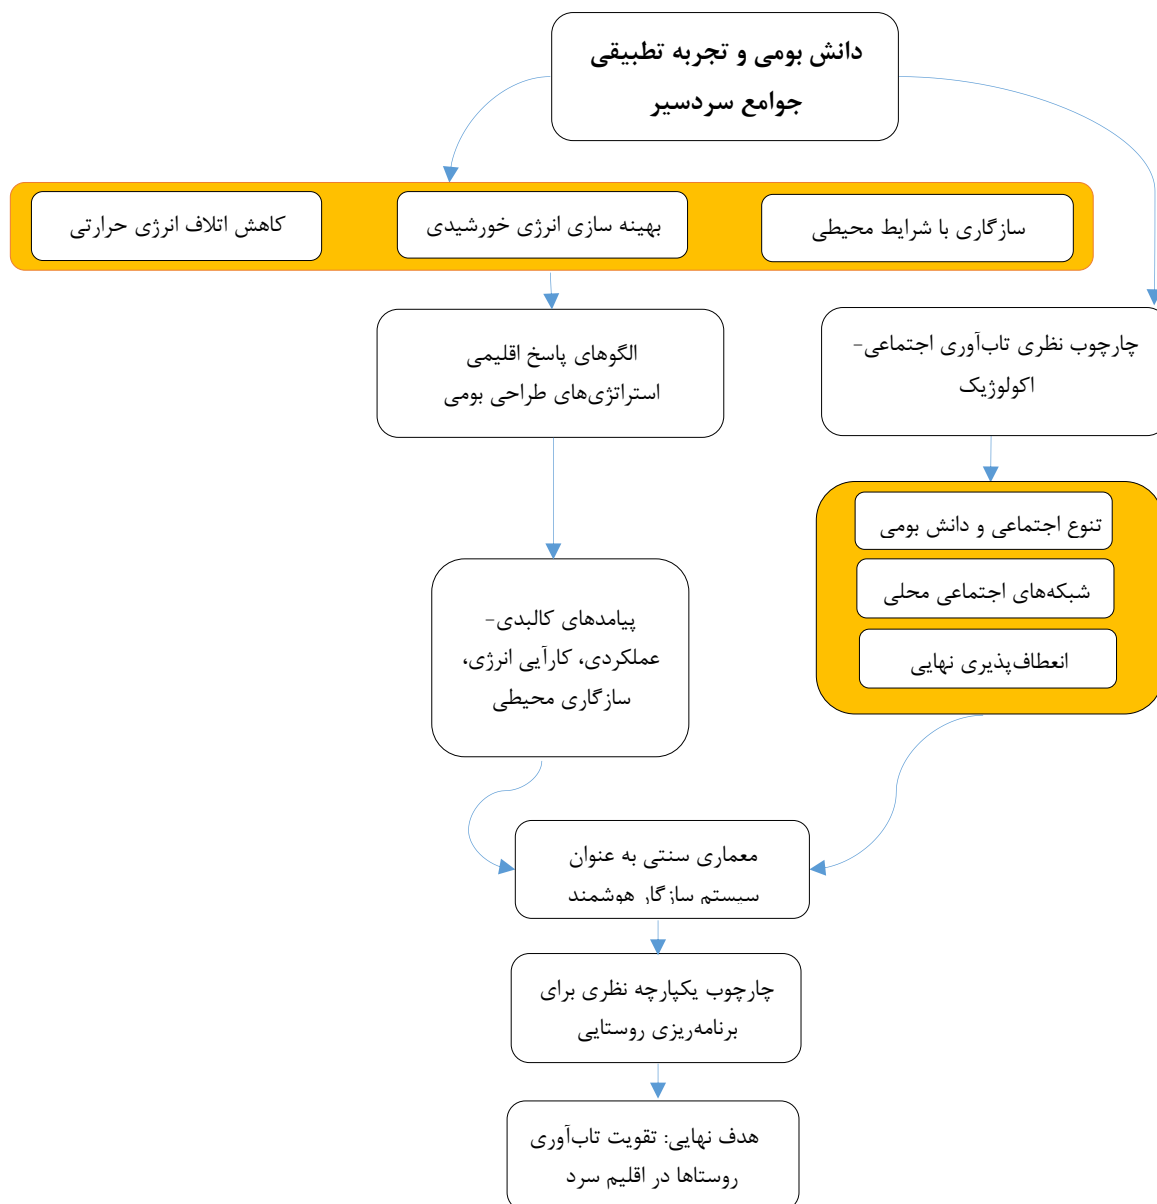 دانش بومی و تجربه تطبیقی
جوامع سردسیر
سازگاری با شرایط محیطی
بهینه سازی انرژی خورشیدی
کاهش اتلاف انرژی حرارتی
چارچوب نظری تاب‌آوری اجتماعی-
اکولوژیک
الگوهای پاسخ اقلیمی
استراتژی‌های طراحی بومی
تنوع اجتماعی و دانش بومی
شبکه‌های اجتماعی محلی
انعطاف‌پذیری نهایی
پیامدهای کالبدی-
عملکردی، کارآیی انرژی،
سازگاری محیطی
معماری سنتی به عنوان
سیستم سازگار هوشمند
چارچوب یکپارچه نظری برای
برنامه‌ریزی روستایی
هدف نهایی: تقویت تاب‌آوری
روستاها در اقلیم سرد